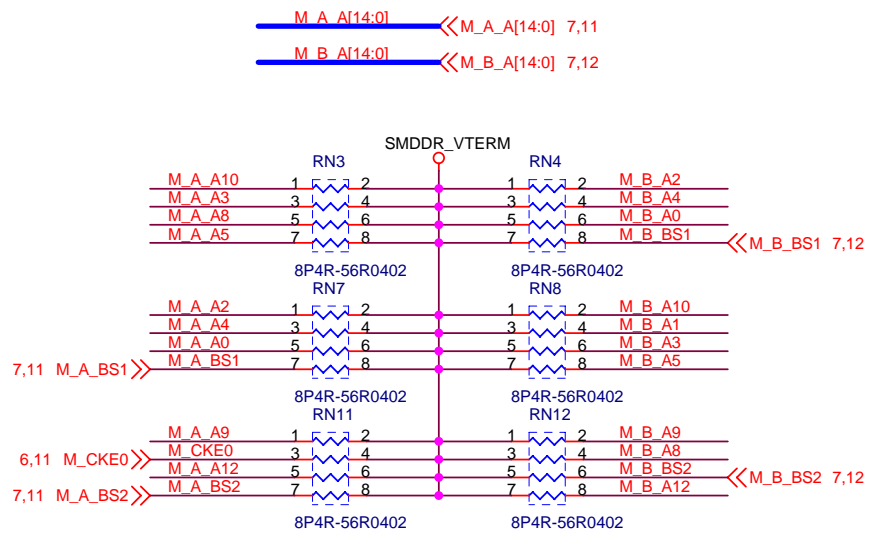 M_A_A[14:0] M_A_A[14:0] 7,11
M_B_A[14:0] M_B_A[14:0] 7,12
SMDDR_VTERM
RN3 RN4
M_A_A10 1 2 1 2 M_B_A2
M_A_A3 3 4 3 4 M_B_A4
M_A_A8 5 6 5 6 M_B_A0
M_A_A5 7 8 7 8 M_B_BS1 M_B_BS1 7,12
8P4R-56R0402 8P4R-56R0402
RN7 RN8
M_A_A2 1 2 1 2 M_B_A10
M_A_A4 3 4 3 4 M_B_A1
M_A_A0 5 6 5 6 M_B_A3
7,11 M_A_BS1 M_A_BS1 7 8 7 8 M_B_A5
8P4R-56R0402 8P4R-56R0402
RN11 RN12
M_A_A9 1 2 1 2 M_B_A9
6,11 M_CKE0 M_CKE0 3 4 3 4 M_B_A8
M_A_A12 5 6 5 6 M_B_BS2 M_B_BS2 7,12
7,11 M_A_BS2 M_A_BS2 7 8 7 8 M_B_A12
8P4R-56R0402 8P4R-56R0402